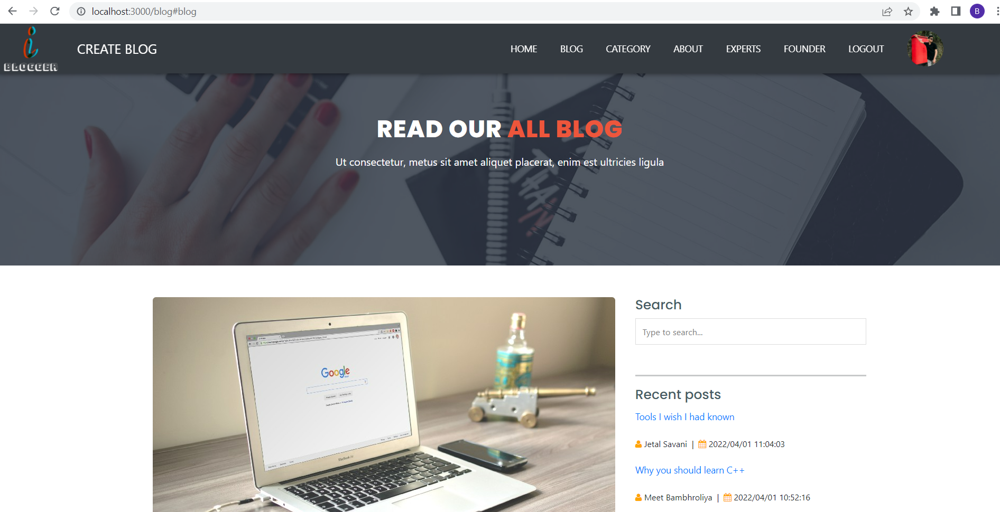 localhost:3000/blog#blog
B
BLOGGER
CREATE BLOG
HOME
BLOG
CATEGORY
ABOUT
EXPERTS
FOUNDER
LOGOUT
READ OUR ALL BLOG
Ut consectetur, metus sit amet aliquet placerat, enim est ultricies ligula
Google
MacBook Air
Search
Type to search...
Recent posts
Tools I wish I had known
Jetal Savani | 2022/04/01 11:04:03
Why you should learn C++
Meet Bambhroliya | 2022/04/01 10:52:16